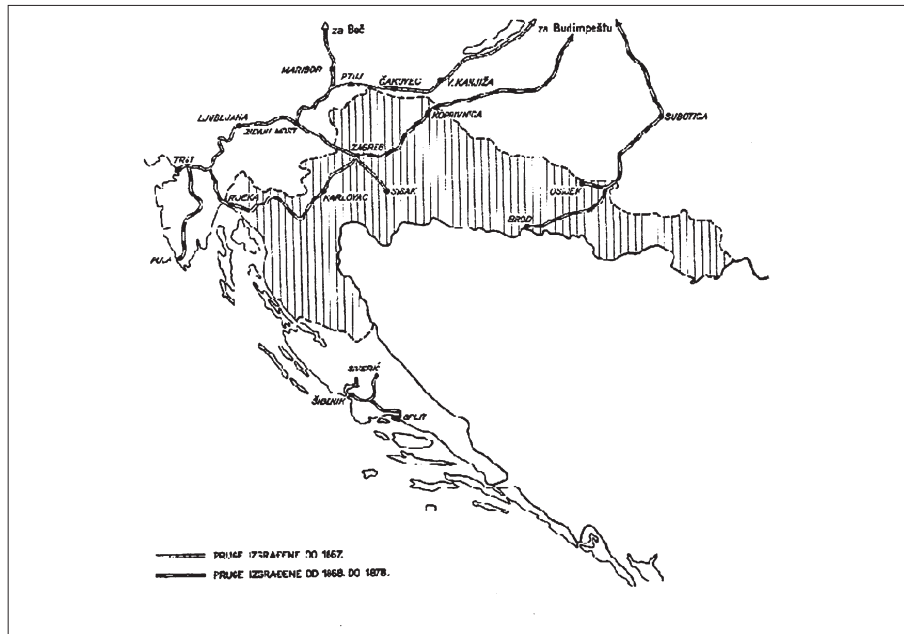 za Beč
za Budimpeštu
MARIBOR
PTUJ
ČAKOVEC
V. KANJIŽA
LJUBLJANA
ZIDANI MOST
KOPRIVNICA
SUBOTICA
ZAGREB
TRST
RIJEKA
KARLOVAC
SISAK
OSIJEK
BROD
PULA
SIVERIĆ
ŠIBENIK
SPLIT
PRUGE IZGRAĐENE DO 1867.
PRUGE IZGRAĐENE OD 1868. DO 1878.